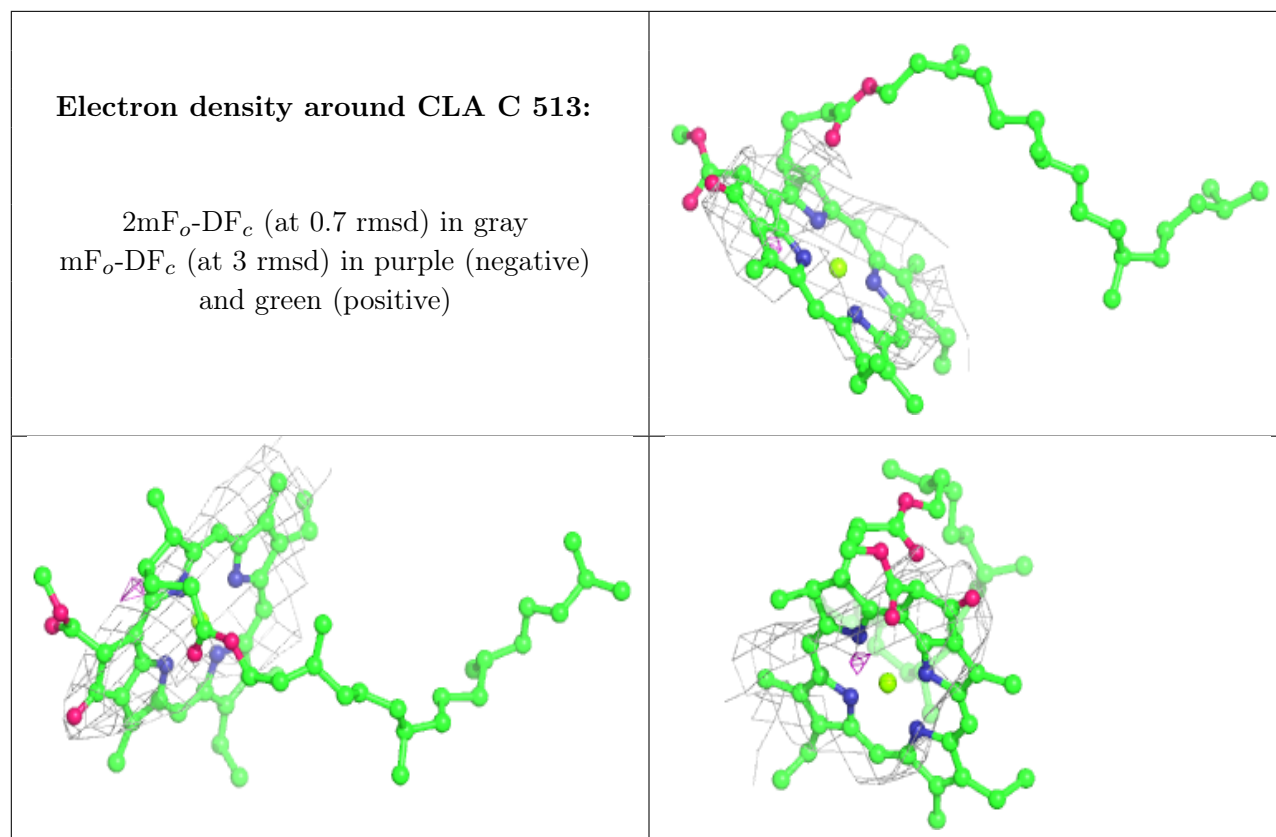 Electron density around CLA C 513:
2mFo-DFc (at 0.7 rmsd) in gray
mFo-DFc (at 3 rmsd) in purple (negative)
and green (positive)